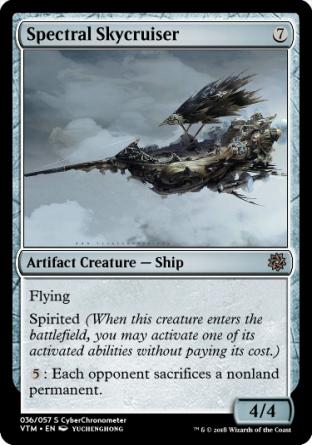 Spectral Skycruiser 7
Artifact Creature — Ship
Flying
Spirited (When this creature enters the
battlefield, you may activate one of its
activated abilities without paying its cost.)
5 : Each opponent sacrifices a nonland
permanent.
4/4
036/057 S CyberChronometer
VTM • EN YUCHENGHONG
™ & © 2018 Wizards of the Coast